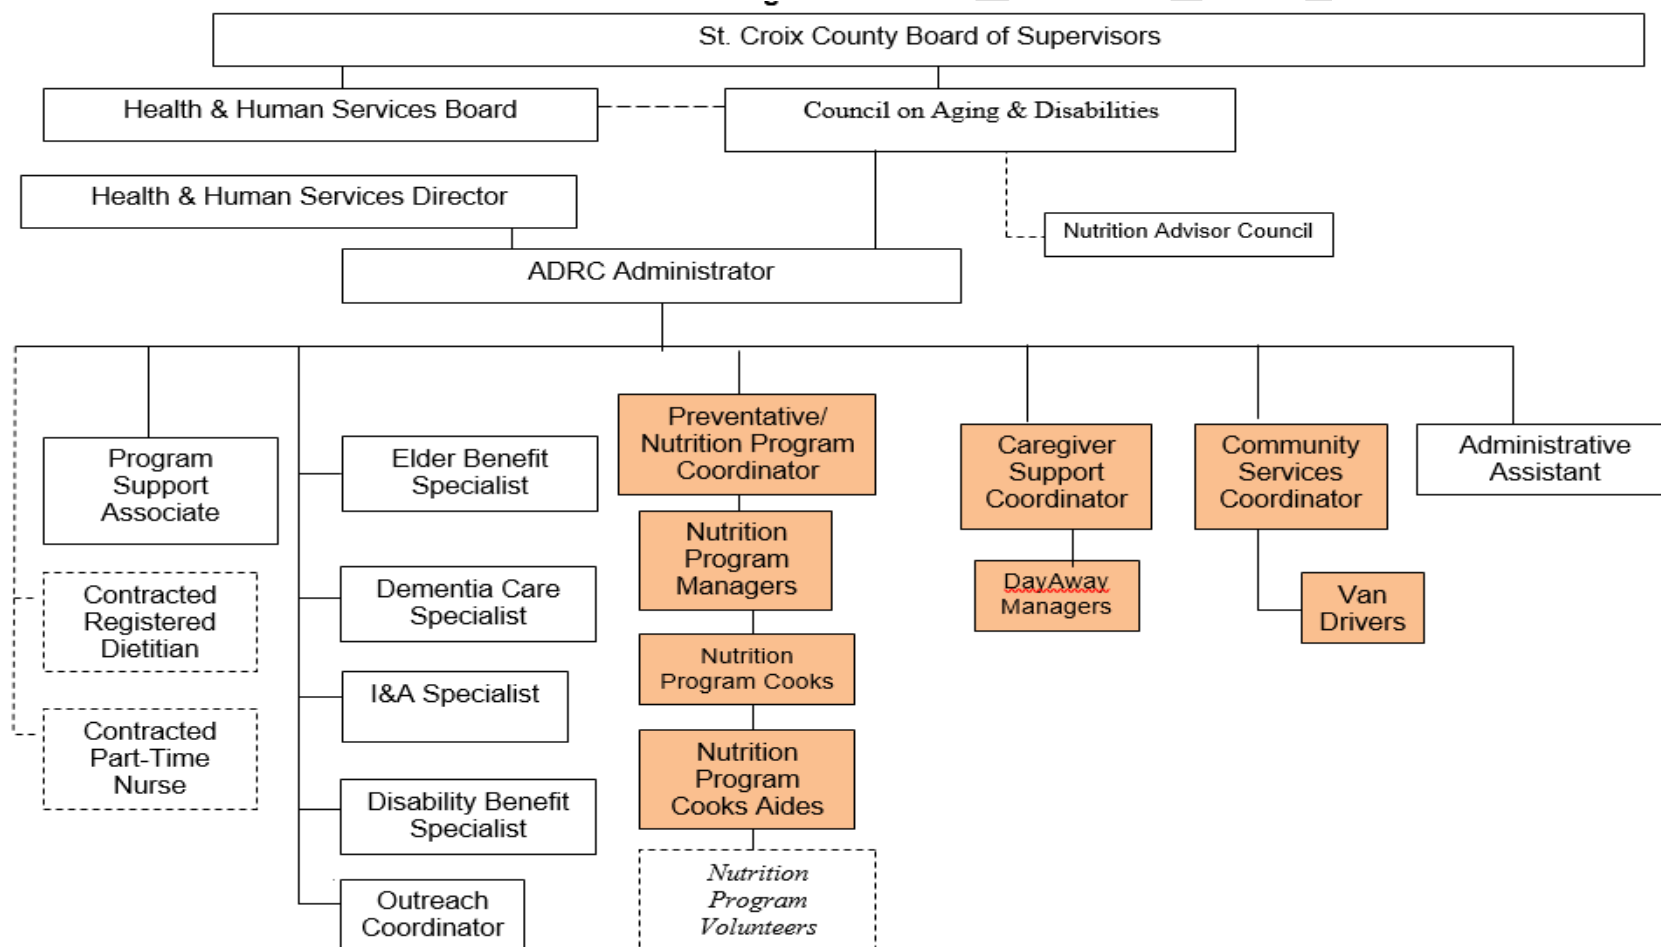 St. Croix County Board of Supervisors
Health & Human Services Board
Council on Aging & Disabilities
Health & Human Services Director
Nutrition Advisor Council
ADRC Administrator
Program
Support
Associate
Contracted
Registered
Dietitian
Contracted
Part-Time
Nurse
Elder Benefit
Specialist
Dementia Care
Specialist
I&A Specialist
Disability Benefit
Specialist
Outreach
Coordinator
Preventative/
Nutrition Program
Coordinator
Nutrition
Program
Managers
Nutrition
Program Cooks
Nutrition
Program
Cooks Aides
Nutrition
Program
Volunteers
Caregiver
Support
Coordinator
DayAway
Managers
Community
Services
Coordinator
Van
Drivers
Administrative
Assistant